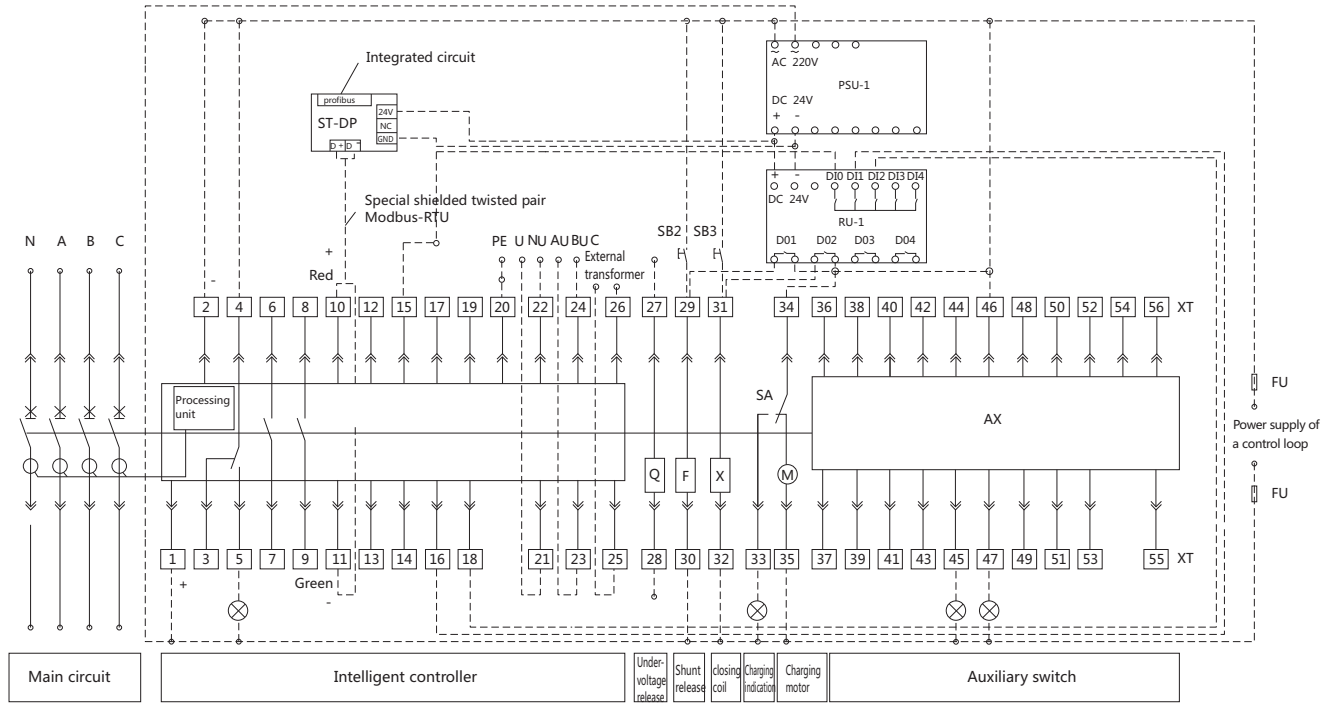 Integrated circuit
AC 220V
PSU-1
DC 24V
+ -
profibus
ST-DP
24V
NC
GND
D + D -
+ -
DI0 DI1 DI2 DI3 DI4
DC 24V
RU-1
D01 D02 D03 D04
Special shielded twisted pair
Modbus-RTU
SB2 SB3
N A B C
+
Red
-
PE U N U A U B U C
External
transformer
2 4 6 8 10 12 15 17 19 20 22 24 26 27 29 31 34 36 38 40 42 44 46 48 50 52 54 56 XT
Processing
unit
SA
AX
FU
Power supply of
a control loop
FU
Q F X M
1 3 5 7 9 11 13 14 16 18 21 23 25 28 30 32 33 35 37 39 41 43 45 47 49 51 53 55 XT
+
Green
-
Main circuit
Intelligent controller
Under-
voltage
release
Shunt
release
closing
coil
Charging
indication
Charging
motor
Auxiliary switch